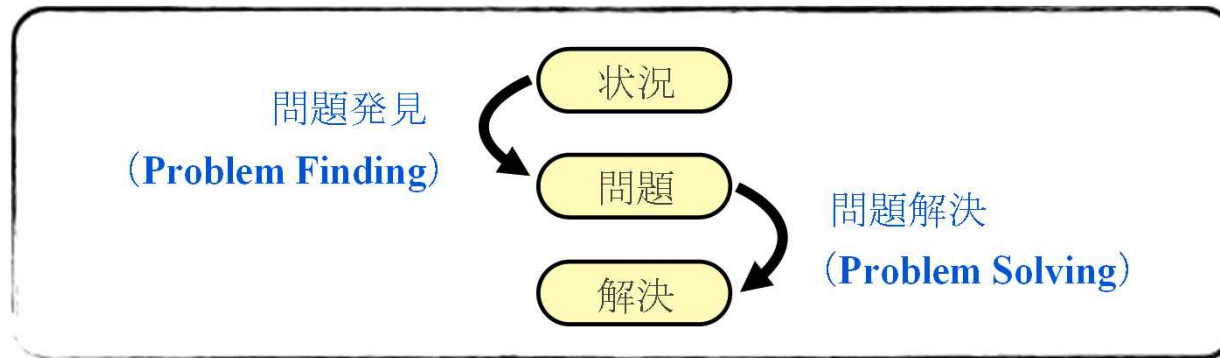 状況
問題発見
(Problem Finding)
問題
問題解決
(Problem Solving)
解決